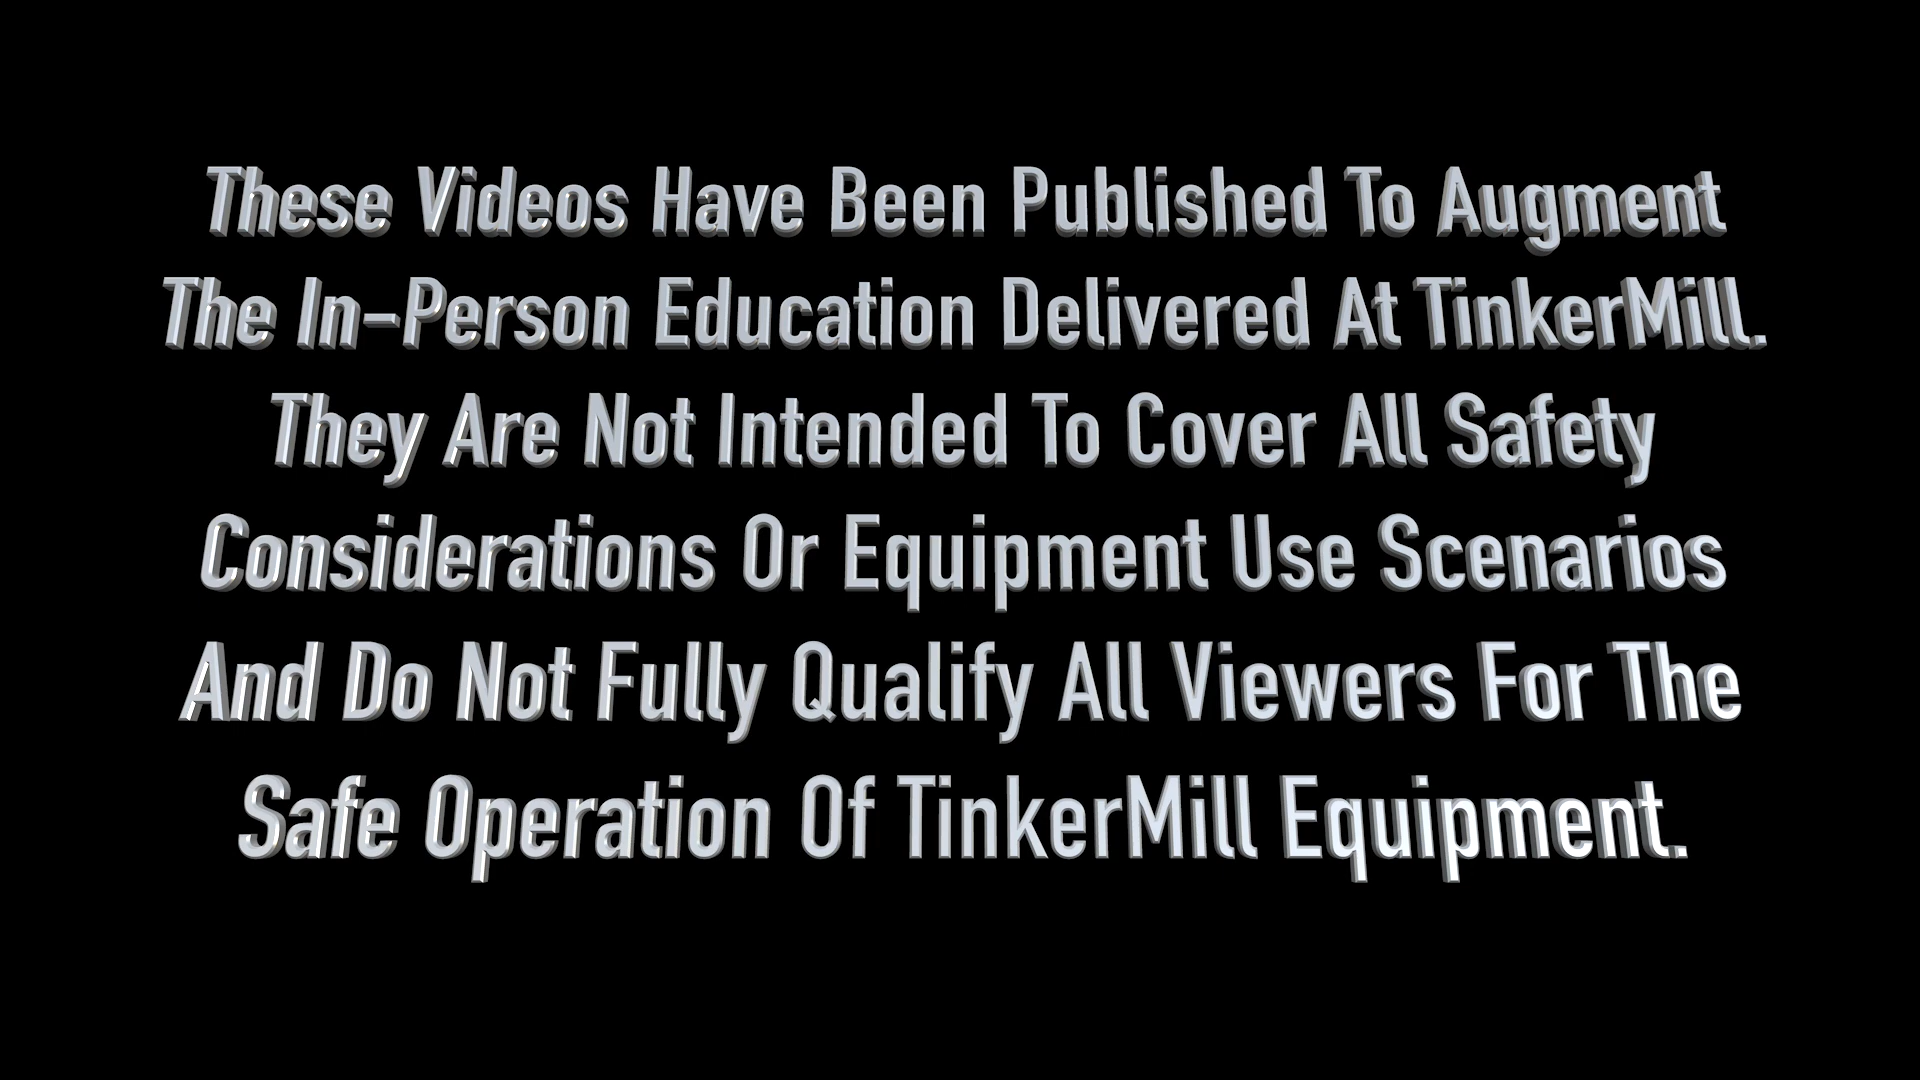 These Videos Have Been Published To Augment
The In-Person Education Delivered At TinkerMill.
They Are Not Intended To Cover All Safety
Considerations Or Equipment Use Scenarios
And Do Not Fully Qualify All Viewers For The
Safe Operation Of TinkerMill Equipment.